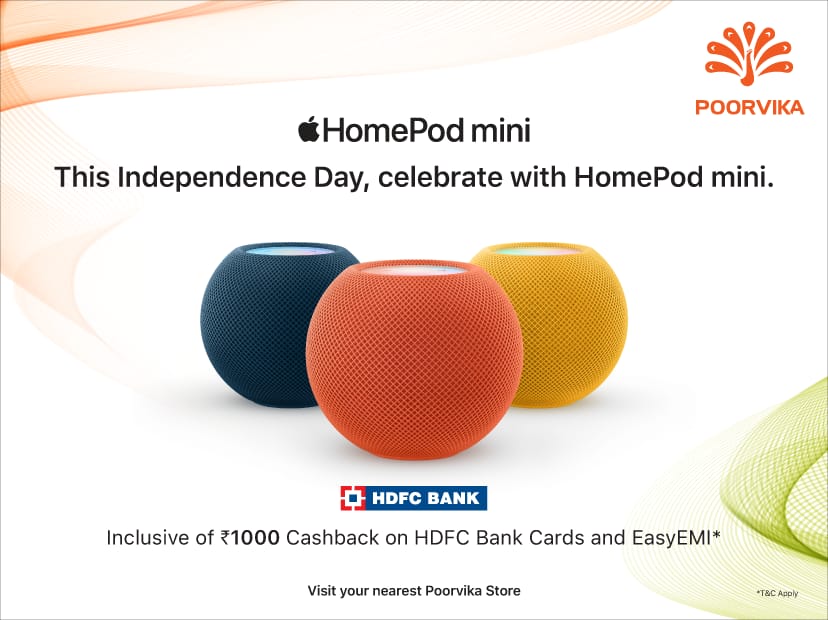 POORVIKA
HomePod mini
This Independence Day, celebrate with HomePod mini.
HDFC BANK
Inclusive of ₹1000 Cashback on HDFC Bank Cards and EasyEMI*
Visit your nearest Poorvika Store
*T&C Apply